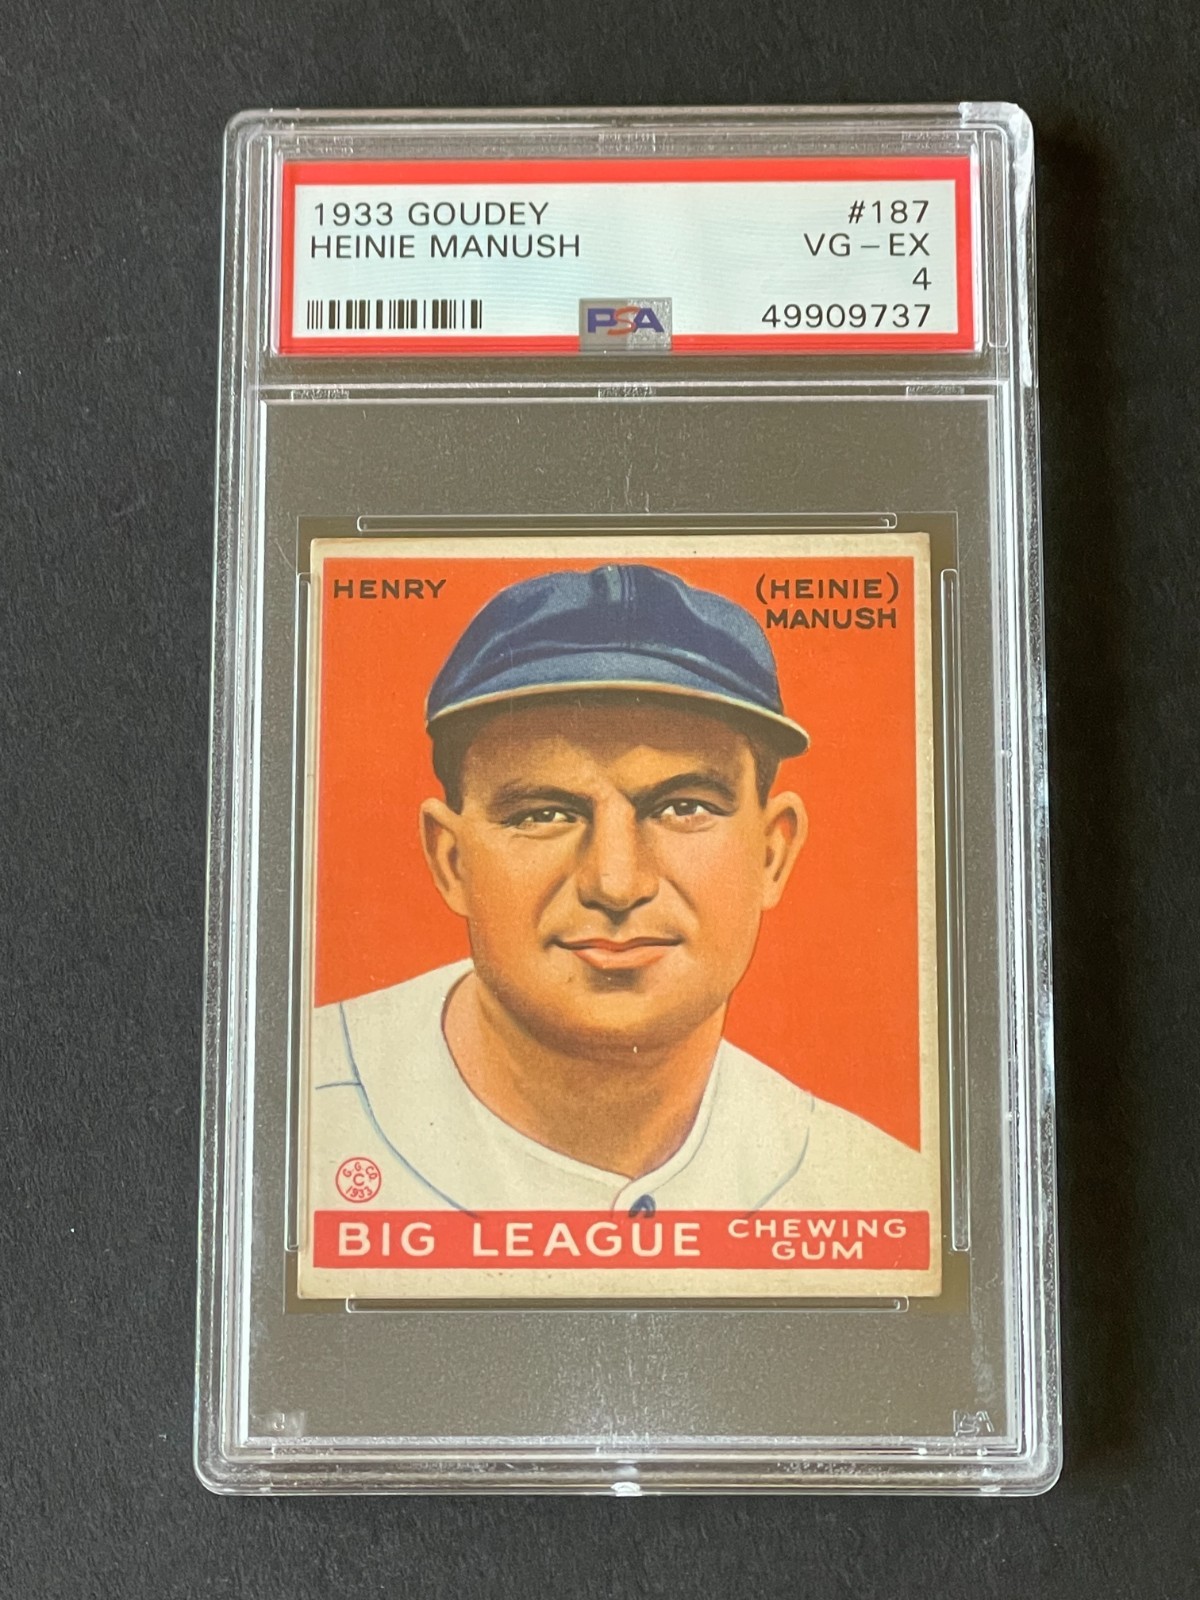 1933 GOUDEY #187
HEINIE MANUSH VG - EX
4
PSA 49909737
HENRY (HEINIE)
MANUSH
G.G.CO.
C
1933
BIG LEAGUE CHEWING
GUM
PSA